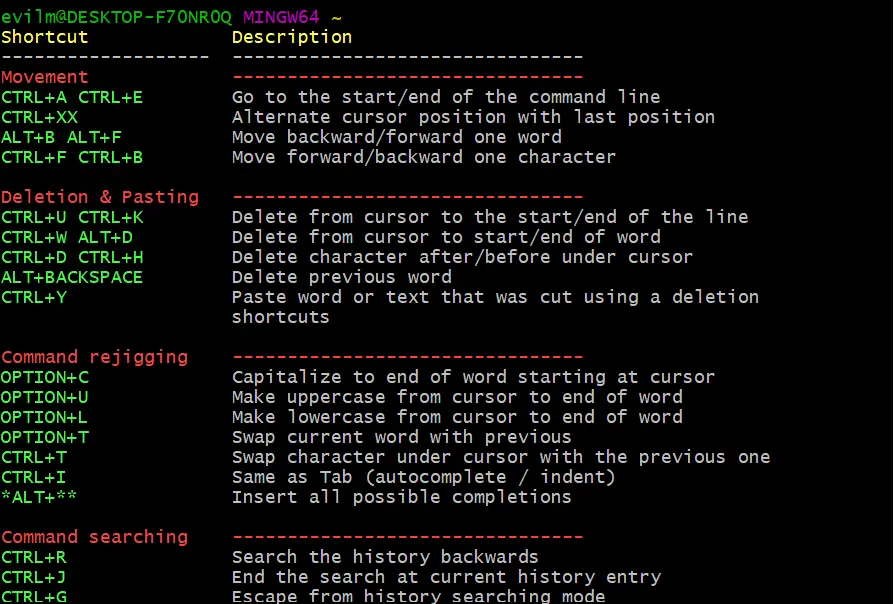 evilm@DESKTOP-F70NR0Q MINGW64 ~
Shortcut Description
------------------- --------------------------------
Movement --------------------------------
CTRL+A CTRL+E Go to the start/end of the command line
CTRL+XX Alternate cursor position with last position
ALT+B ALT+F Move backward/forward one word
CTRL+F CTRL+B Move forward/backward one character
Deletion & Pasting --------------------------------
CTRL+U CTRL+K Delete from cursor to the start/end of the line
CTRL+W ALT+D Delete from cursor to start/end of word
CTRL+D CTRL+H Delete character after/before under cursor
ALT+BACKSPACE Delete previous word
CTRL+Y Paste word or text that was cut using a deletion
shortcuts
Command rejigging --------------------------------
OPTION+C Capitalize to end of word starting at cursor
OPTION+U Make uppercase from cursor to end of word
OPTION+L Make lowercase from cursor to end of word
OPTION+T Swap current word with previous
CTRL+T Swap character under cursor with the previous one
CTRL+I Same as Tab (autocomplete / indent)
*ALT+** Insert all possible completions
Command searching --------------------------------
CTRL+R Search the history backwards
CTRL+J End the search at current history entry
CTRL+G Escape from history searching mode